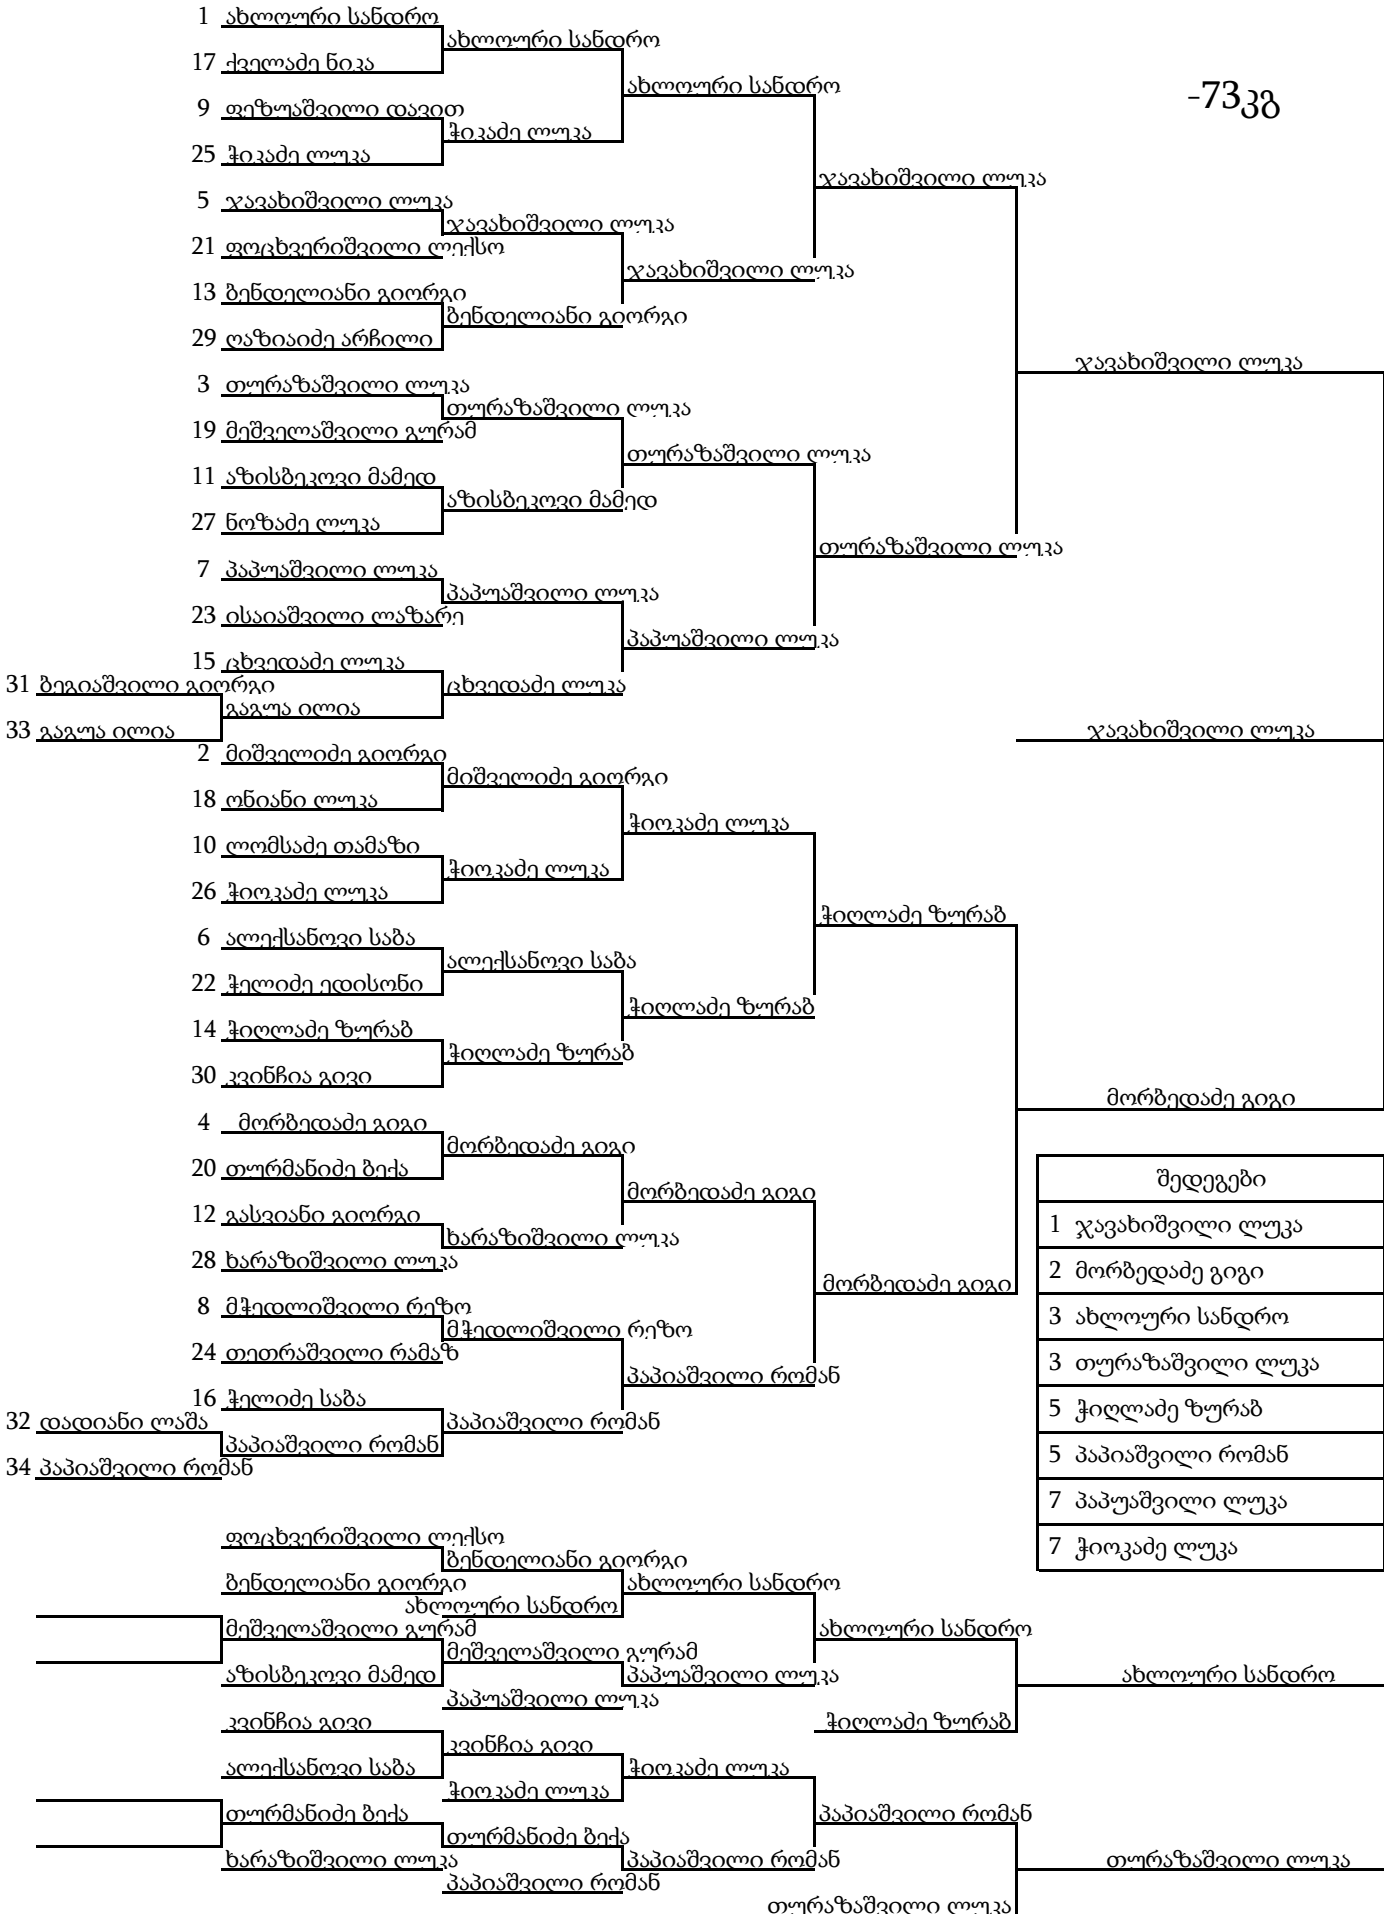 1 ახლოური სანდრო
ახლოური სანდრო
17 ქველაძე ნიკა
ახლოური სანდრო
-73კგ
9 ფეზუაშვილი დავით
ჭიკაძე ლუკა
25 ჭიკაძე ლუკა
ჯავახიშვილი ლუკა
5 ჯავახიშვილი ლუკა
ჯავახიშვილი ლუკა
21 ფოცხვერიშვილი ლექსო
ჯავახიშვილი ლუკა
13 ბენდელიანი გიორგი
ბენდელიანი გიორგი
29 ღაზიაიძე არჩილი
ჯავახიშვილი ლუკა
3 თურაზაშვილი ლუკა
თურაზაშვილი ლუკა
19 მეშველაშვილი გურამ
თურაზაშვილი ლუკა
11 აზისბეკოვი მამედ
აზისბეკოვი მამედ
27 ნოზაძე ლუკა
თურაზაშვილი ლუკა
7 პაპუაშვილი ლუკა
პაპუაშვილი ლუკა
23 ისაიაშვილი ლაზარე
პაპუაშვილი ლუკა
15 ცხვედაძე ლუკა
31 ბეგიაშვილი გიორგი
ცხვედაძე ლუკა
გაგუა ილია
33 გაგუა ილია
ჯავახიშვილი ლუკა
2 მიშველიძე გიორგი
მიშველიძე გიორგი
18 ონიანი ლუკა
ჭიოკაძე ლუკა
10 ლომსაძე თამაზი
ჭიოკაძე ლუკა
26 ჭიოკაძე ლუკა
ჭიღლაძე ზურაბ
6 ალექსანოვი საბა
ალექსანოვი საბა
22 ჭელიძე ედისონი
ჭიღლაძე ზურაბ
14 ჭიღლაძე ზურაბ
ჭიღლაძე ზურაბ
30 კვინჩია გივი
მორბედაძე გიგი
4 მორბედაძე გიგი
მორბედაძე გიგი
20 თურმანიძე ბექა
მორბედაძე გიგი
12 გასვიანი გიორგი
ხარაზიშვილი ლუკა
28 ხარაზიშვილი ლუკა
მორბედაძე გიგი
8 მჭედლიშვილი რეზო
მჭედლიშვილი რეზო
24 თეთრაშვილი რამაზ
პაპიაშვილი რომან
16 ჭელიძე საბა
32 დადიანი ლაშა
პაპიაშვილი რომან
პაპიაშვილი რომან
34 პაპიაშვილი რომან
შედეგები
1 ჯავახიშვილი ლუკა
2 მორბედაძე გიგი
3 ახლოური სანდრო
3 თურაზაშვილი ლუკა
5 ჭიღლაძე ზურაბ
5 პაპიაშვილი რომან
7 პაპუაშვილი ლუკა
7 ჭიოკაძე ლუკა
ფოცხვერიშვილი ლექსო
ბენდელიანი გიორგი
ბენდელიანი გიორგი
ახლოური სანდრო
ახლოური სანდრო
მეშველაშვილი გურამ
ახლოური სანდრო
მეშველაშვილი გურამ
აზისბეკოვი მამედ
პაპუაშვილი ლუკა
ახლოური სანდრო
პაპუაშვილი ლუკა
კვინჩია გივი
ჭიღლაძე ზურაბ
კვინჩია გივი
ალექსანოვი საბა
ჭიოკაძე ლუკა
ჭიოკაძე ლუკა
თურმანიძე ბექა
პაპიაშვილი რომან
თურმანიძე ბექა
ხარაზიშვილი ლუკა
პაპიაშვილი რომან
თურაზაშვილი ლუკა
პაპიაშვილი რომან
თურაზაშვილი ლუკა